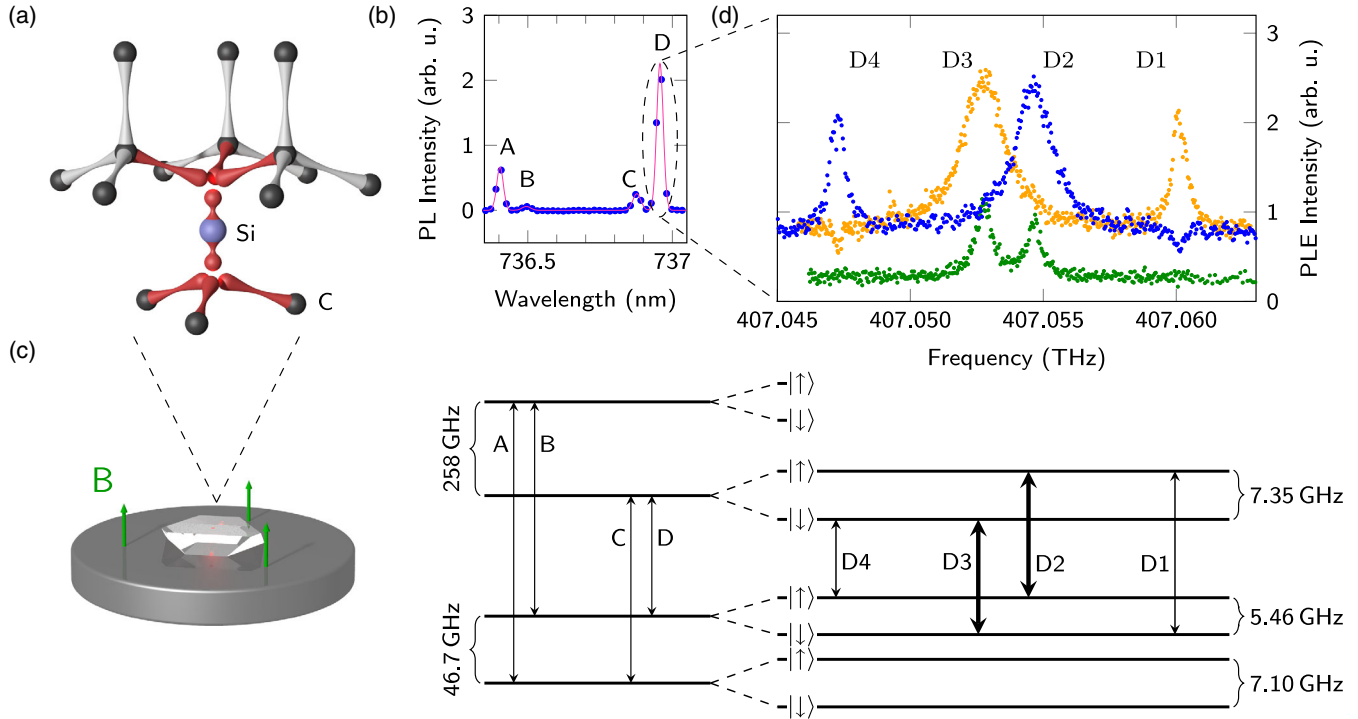 (a)
Si
C
(b)
PL Intensity (arb. u.)
3
2
1
0
A
B
C
D
736.5
737
Wavelength (nm)
(d)
D4
D3
D2
D1
3
2
1
0
PLE Intensity (arb. u.)
407.045
407.050
407.055
407.060
Frequency (THz)
(c)
B
258 GHz
46.7 GHz
A
B
C
D
|↑⟩
|↓⟩
|↑⟩
|↓⟩
|↑⟩
|↓⟩
|↑⟩
|↓⟩
D4
D3
D2
D1
7.35 GHz
5.46 GHz
7.10 GHz